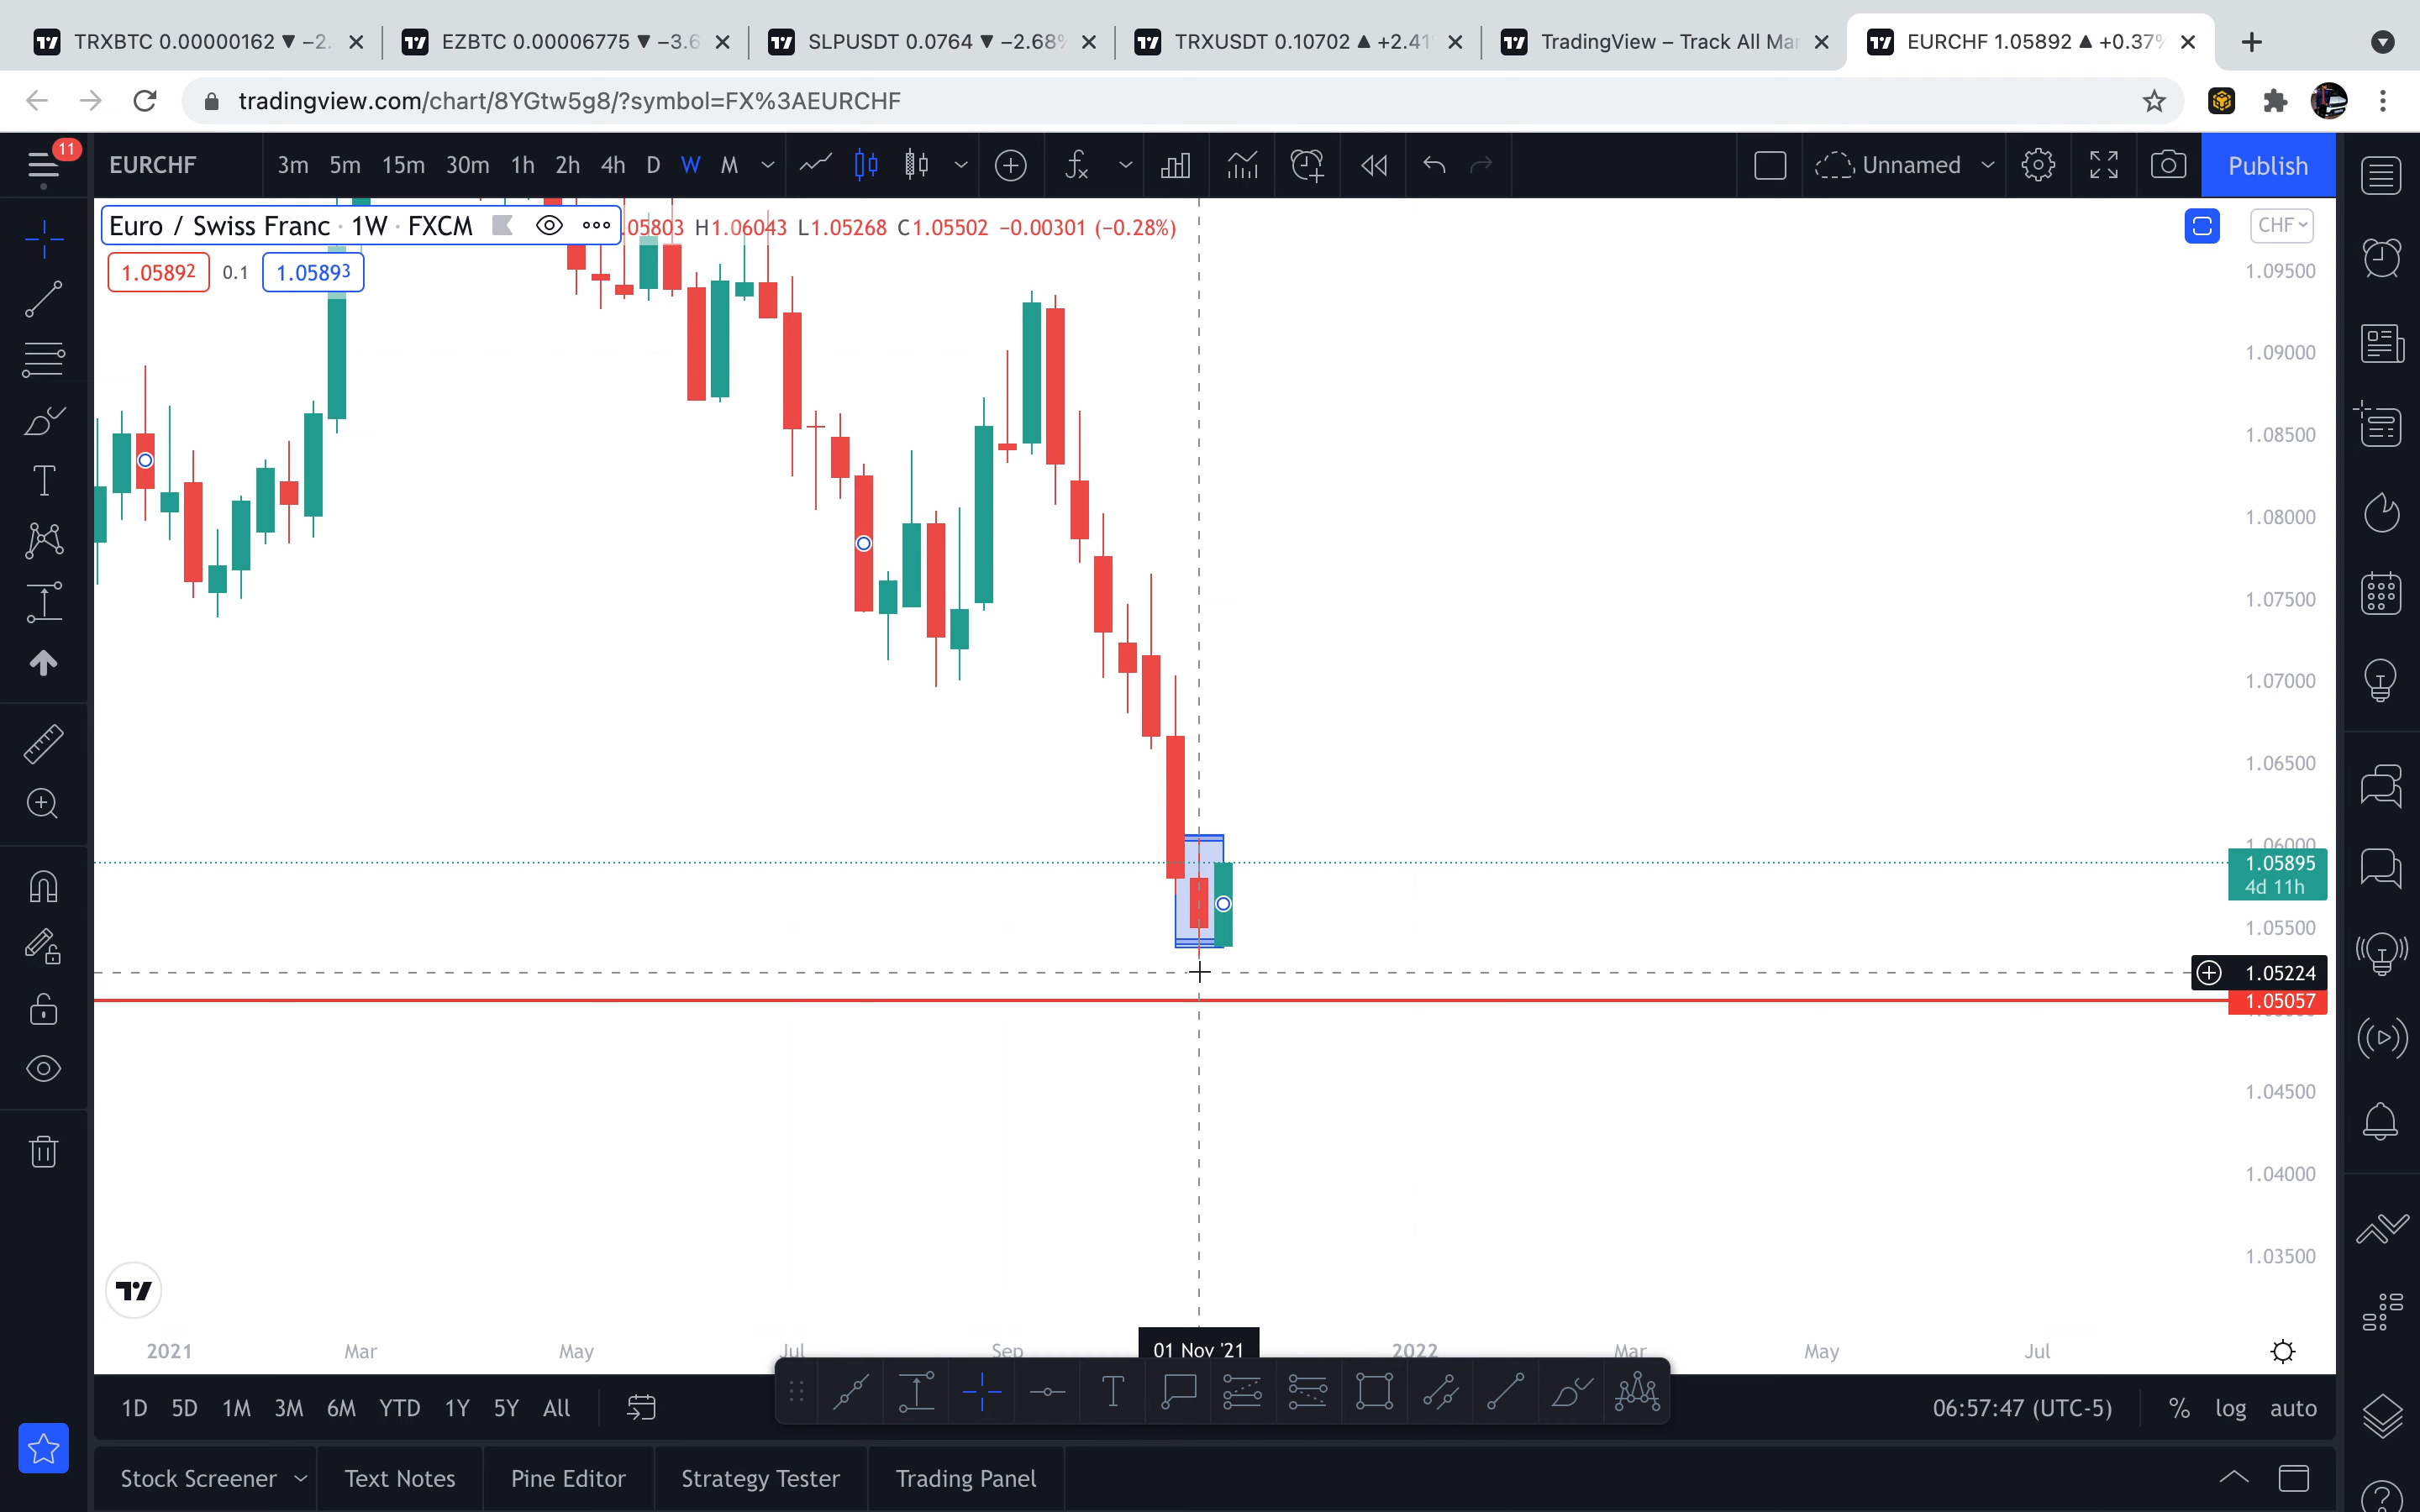 TRXBTC 0.00000162 ▼ −2.
EZBTC 0.00006775 ▼ −3.6
SLPUSDT 0.0764 ▼ −2.68%
TRXUSDT 0.10702 ▲ +2.41
TradingView – Track All Mar
EURCHF 1.05892 ▲ +0.37%
tradingview.com/chart/8YGtw5g8/?symbol=FX%3AEURCHF
11
EURCHF
3m 5m 15m 30m 1h 2h 4h D W M
Unnamed
Publish
Euro / Swiss Franc · 1W · FXCM
05803 H1.06043 L1.05268 C1.05502 −0.00301 (−0.28%)
CHF
1.05892 0.1 1.05893
1.09500
1.09000
1.08500
1.08000
1.07500
1.07000
1.06500
1.06000
1.05895
4d 11h
1.05500
1.05224
1.05057
1.04500
1.04000
1.03500
2021 Mar May Jul Sep 01 Nov '21 2022 Mar May Jul
1D 5D 1M 3M 6M YTD 1Y 5Y All
06:57:47 (UTC-5)
% log auto
Stock Screener Text Notes Pine Editor Strategy Tester Trading Panel